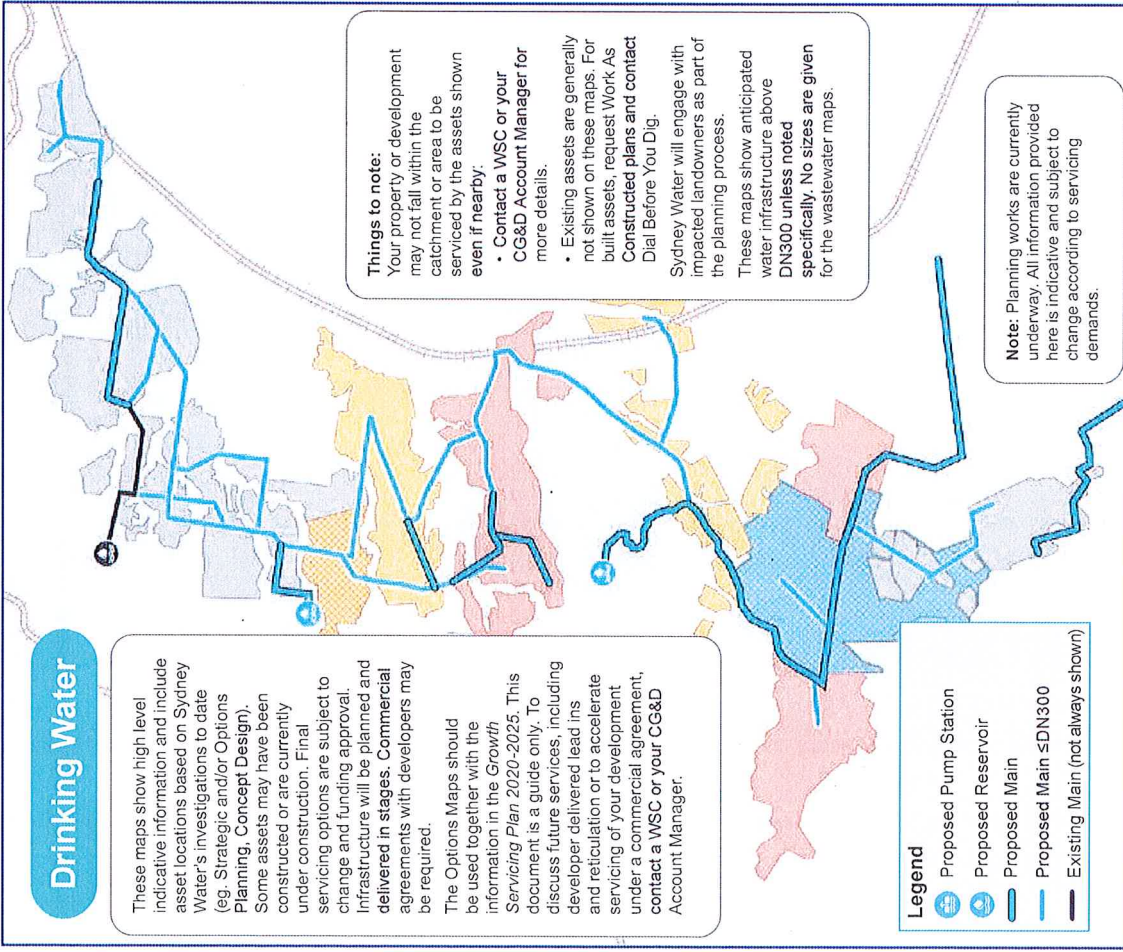 Drinking Water
These maps show high level
indicative information and include
asset locations based on Sydney
Water's investigations to date
(eg. Strategic and/or Options
Planning, Concept Design).
Some assets may have been
constructed or are currently
under construction. Final
servicing options are subject to
change and funding approval.
Infrastructure will be planned and
delivered in stages. Commercial
agreements with developers may
be required.
The Options Maps should
be used together with the
information in the Growth
Servicing Plan 2020-2025. This
document is a guide only. To
discuss future services, including
developer delivered lead ins
and reticulation or to accelerate
servicing of your development
under a commercial agreement,
contact a WSC or your CG&D
Account Manager.
Legend
Proposed Pump Station
Proposed Reservoir
Proposed Main
Proposed Main ≤DN300
Existing Main (not always shown)
Things to note:
Your property or development
may not fall within the
catchment or area to be
serviced by the assets shown
even if nearby:
• Contact a WSC or your
CG&D Account Manager for
more details.
• Existing assets are generally
not shown on these maps. For
built assets, request Work As
Constructed plans and contact
Dial Before You Dig.
Sydney Water will engage with
impacted landowners as part of
the planning process.
These maps show anticipated
water infrastructure above
DN300 unless noted
specifically. No sizes are given
for the wastewater maps.
Note: Planning works are currently
underway. All information provided
here is indicative and subject to
change according to servicing
demands.